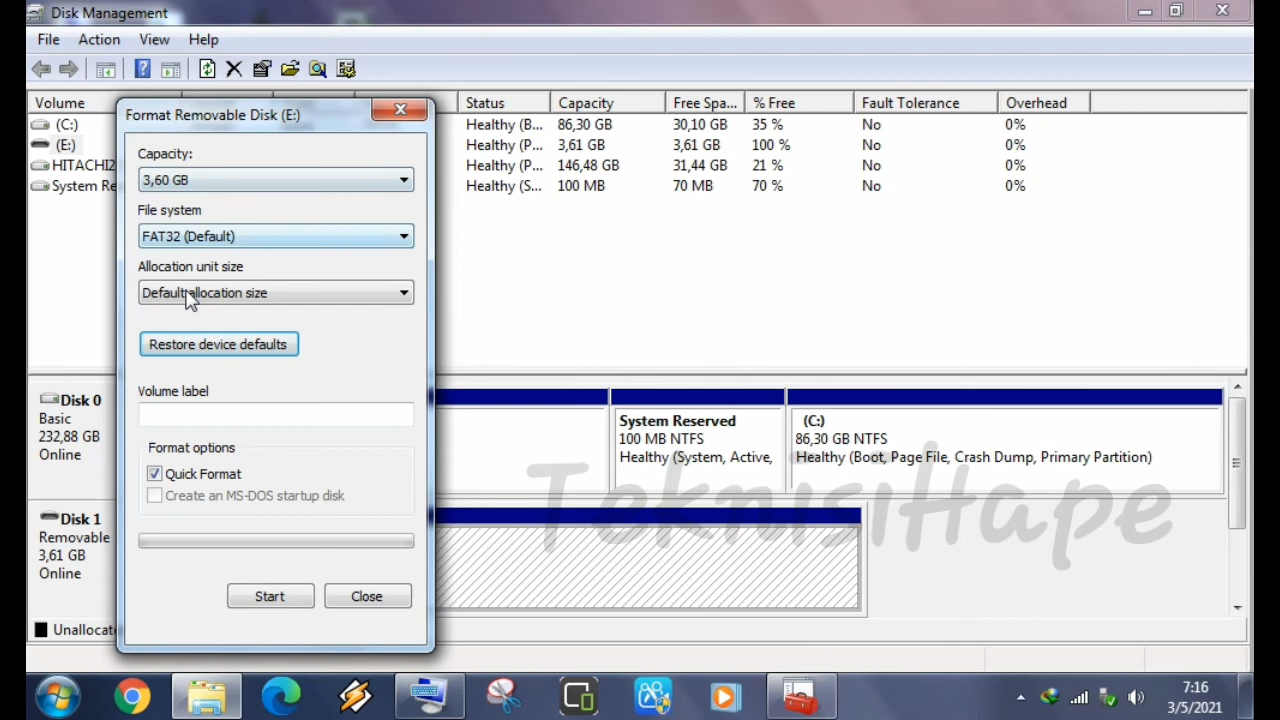 Disk Management
File Action View Help
Volume Status Capacity Free Spa... % Free Fault Tolerance Overhead
(C:) Healthy (B... 86,30 GB 30,10 GB 35 % No 0%
(E:) Healthy (P... 3,61 GB 3,61 GB 100 % No 0%
HITACHI2 Healthy (P... 146,48 GB 31,44 GB 21 % No 0%
System Re Healthy (S... 100 MB 70 MB 70 % No 0%
Format Removable Disk (E:)
Capacity:
3,60 GB
File system
FAT32 (Default)
Allocation unit size
Default allocation size
Restore device defaults
Volume label
Format options
Quick Format
Create an MS-DOS startup disk
Start Close
Disk 0
Basic
232,88 GB
Online
System Reserved
100 MB NTFS
Healthy (System, Active,
(C:)
86,30 GB NTFS
Healthy (Boot, Page File, Crash Dump, Primary Partition)
Disk 1
Removable
3,61 GB
Online
Unallocate
TeknisiHape
7:16
3/5/2021